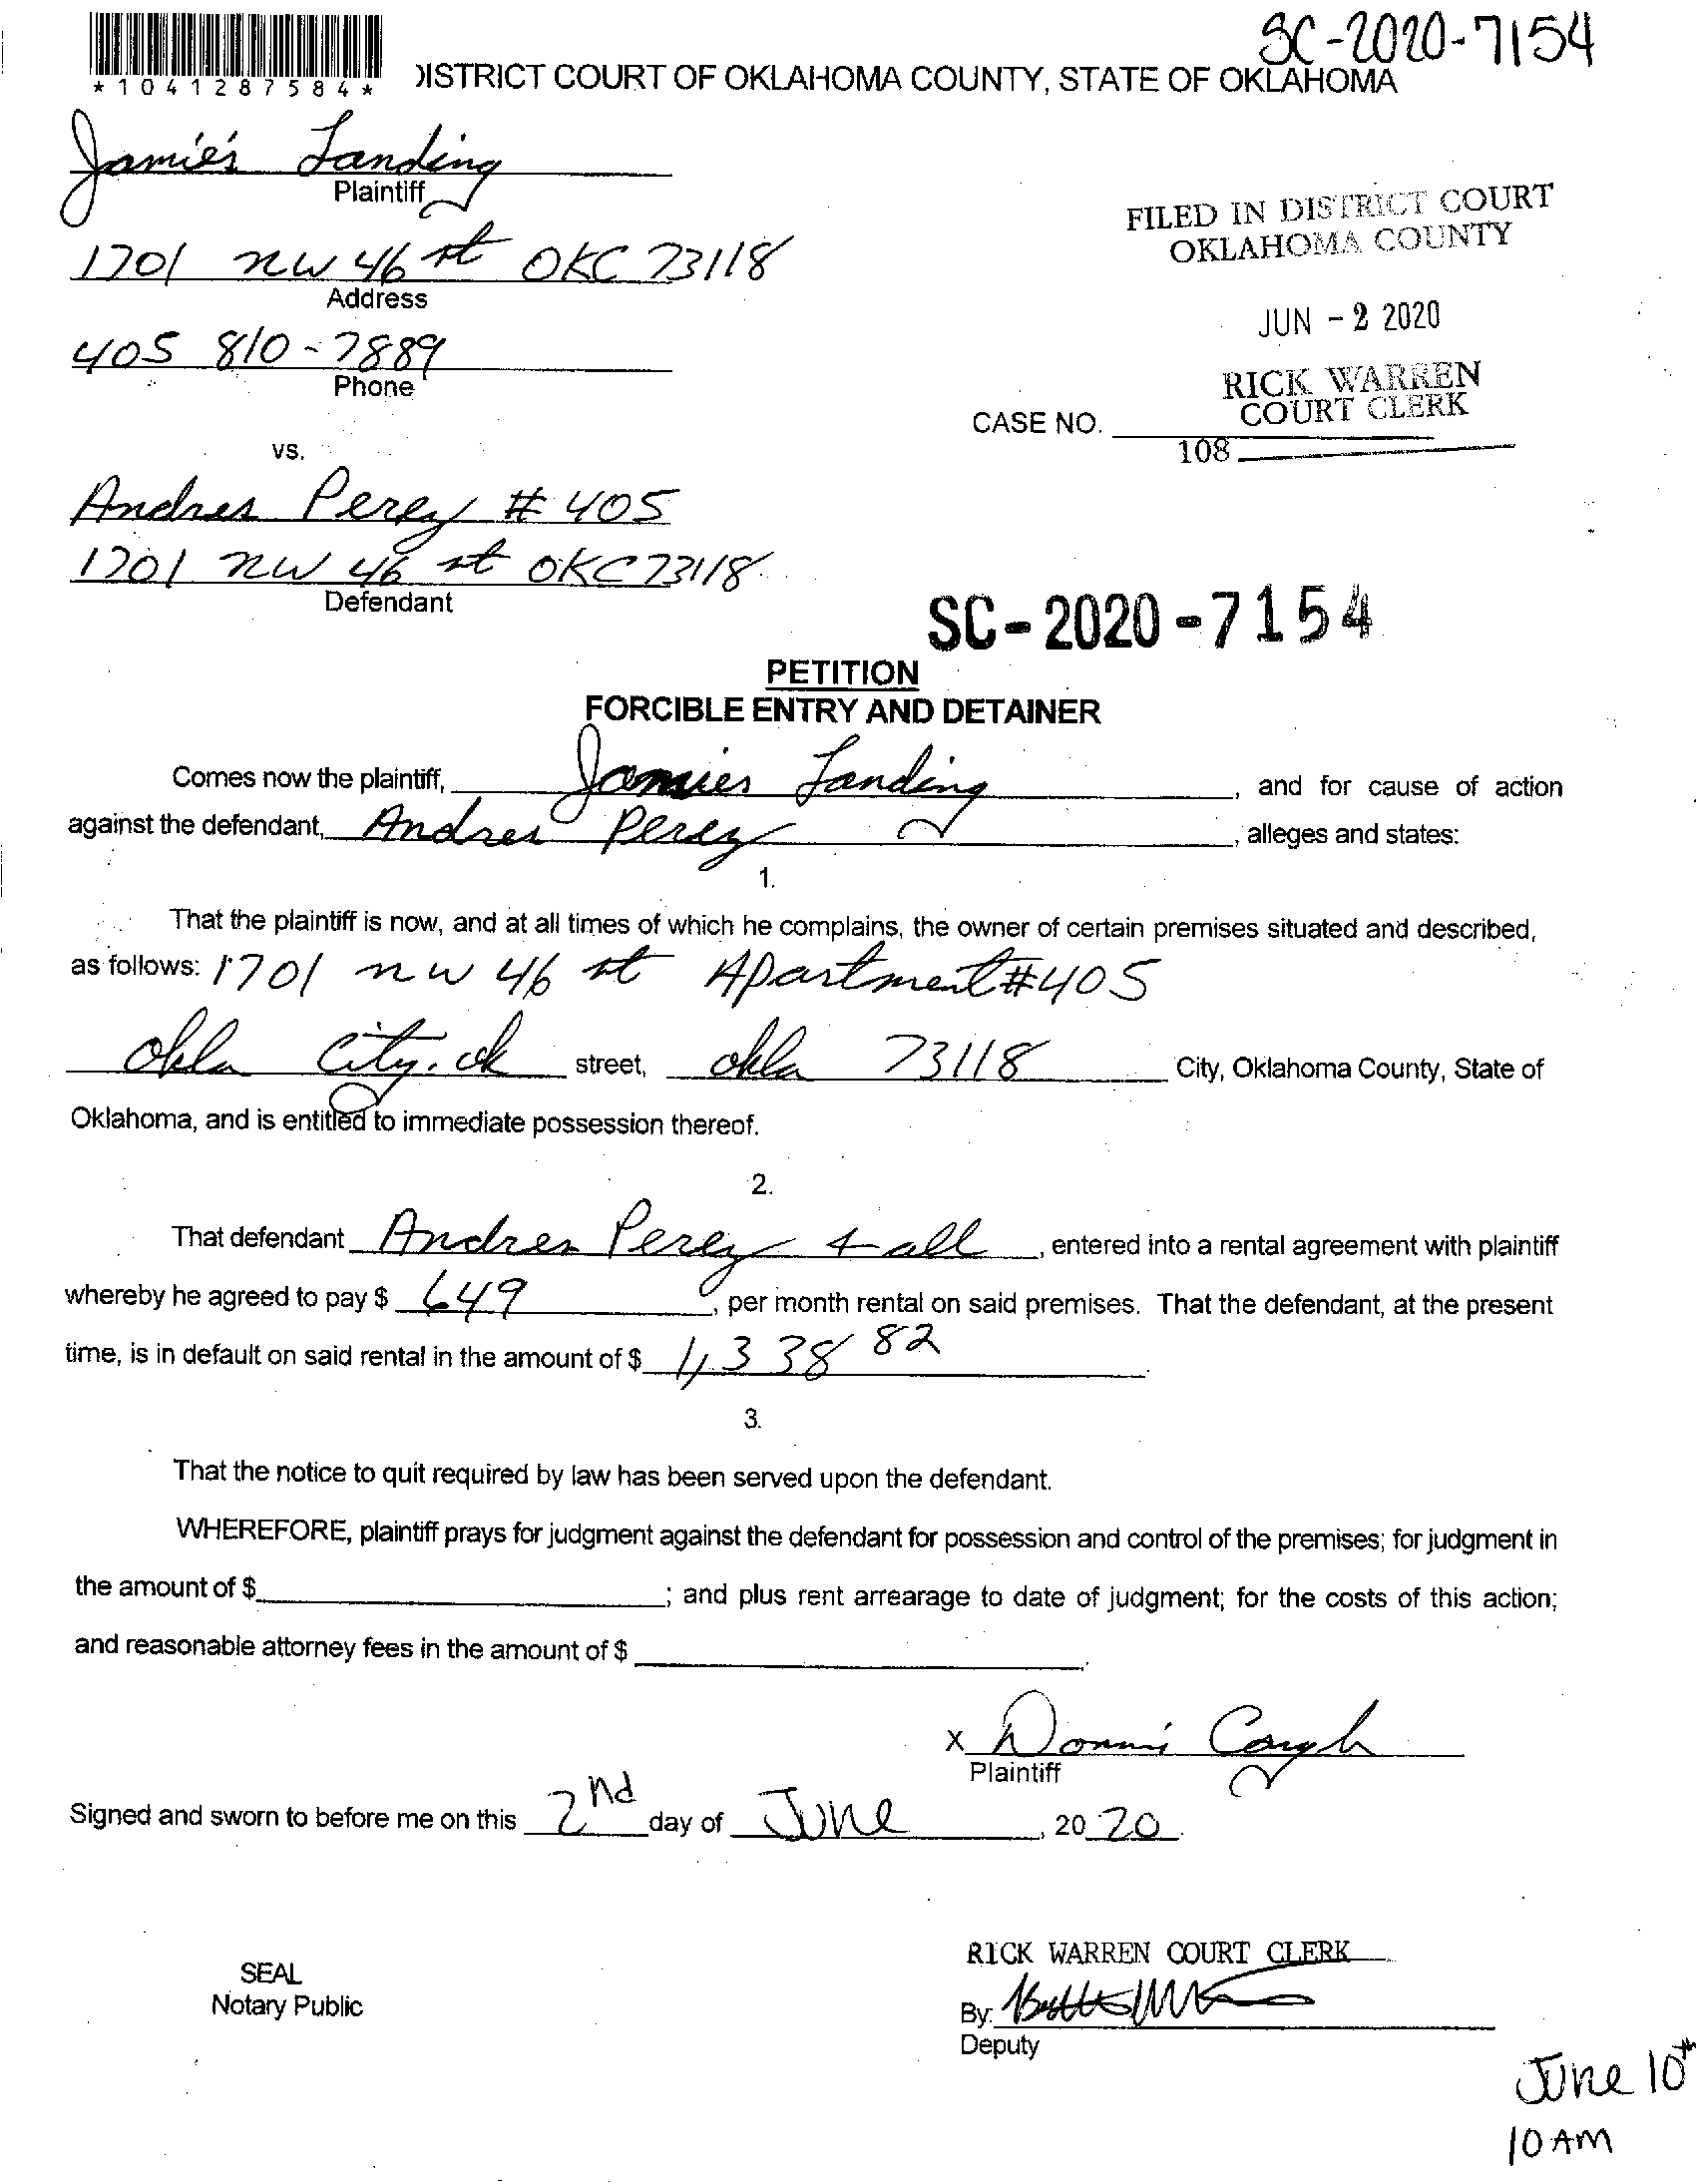 SC-2020-7154
*1041287584*
DISTRICT COURT OF OKLAHOMA COUNTY, STATE OF OKLAHOMA
Jamie's Landing
Plaintiff
1701 NW 46 st OKC 73118
Address
405 810-7889
Phone
FILED IN DISTRICT COURT
OKLAHOMA COUNTY
JUN - 2 2020
RICK WARREN
COURT CLERK
CASE NO.
108
vs.
Andres Perez # 405
1701 NW 46 st OKC 73118
Defendant
SC-2020-7154
PETITION
FORCIBLE ENTRY AND DETAINER
Comes now the plaintiff, Jamies Landing, and for cause of action
against the defendant, Andres Perez, alleges and states:
1.
That the plaintiff is now, and at all times of which he complains, the owner of certain premises situated and described,
as follows: 1701 nw 46 st Apartment #405
Okla City. ok street, okla 73118 City, Oklahoma County, State of
Oklahoma, and is entitled to immediate possession thereof.
2.
That defendant Andres Perez + all, entered into a rental agreement with plaintiff
whereby he agreed to pay $ 649, per month rental on said premises. That the defendant, at the present
time, is in default on said rental in the amount of $ 1,338 82.
3.
That the notice to quit required by law has been served upon the defendant.
WHEREFORE, plaintiff prays for judgment against the defendant for possession and control of the premises; for judgment in
the amount of $ ; and plus rent arrearage to date of judgment; for the costs of this action;
and reasonable attorney fees in the amount of $ .
X Donni
Plaintiff
Signed and sworn to before me on this 2nd day of June, 2020.
SEAL
Notary Public
RICK WARREN COURT CLERK
By:
Deputy
June 10th
10 AM